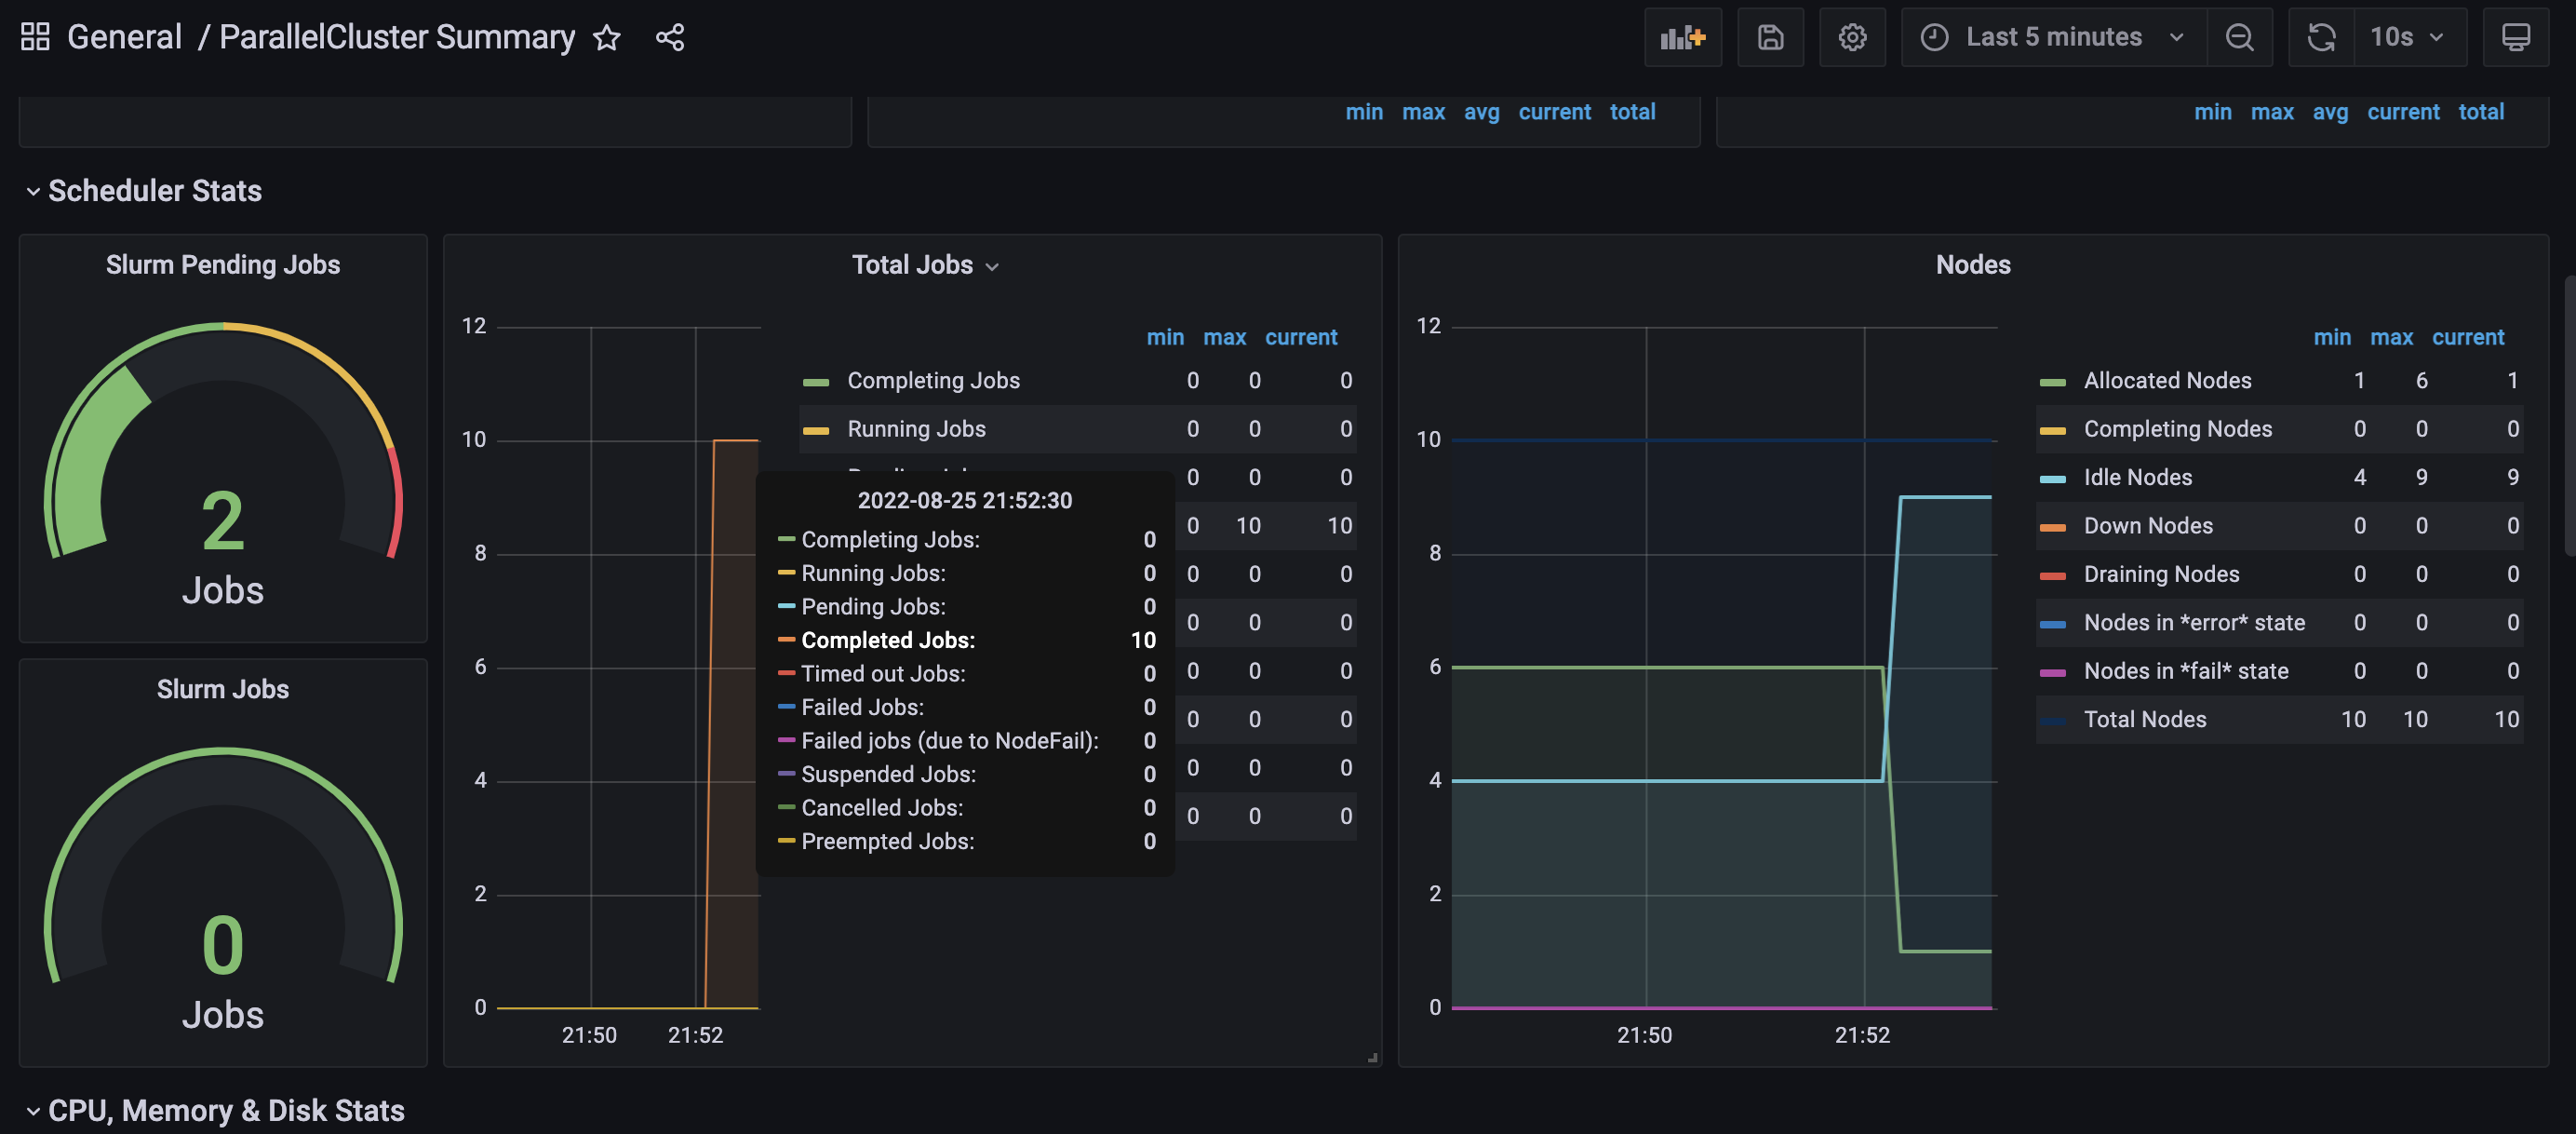 General / ParallelCluster Summary
Last 5 minutes
10s
min max avg current total
min max avg current total
Scheduler Stats
Slurm Pending Jobs
2
Jobs
Slurm Jobs
0
Jobs
Total Jobs
12
10
8
6
4
2
0
21:50 21:52
min max current
Completing Jobs 0 0 0
Running Jobs 0 0 0
0 0 0
0 10 10
0 0 0
0 0 0
0 0 0
0 0 0
0 0 0
0 0 0
2022-08-25 21:52:30
Completing Jobs: 0
Running Jobs: 0
Pending Jobs: 0
Completed Jobs: 10
Timed out Jobs: 0
Failed Jobs: 0
Failed jobs (due to NodeFail): 0
Suspended Jobs: 0
Cancelled Jobs: 0
Preempted Jobs: 0
Nodes
12
10
8
6
4
2
0
21:50 21:52
min max current
Allocated Nodes 1 6 1
Completing Nodes 0 0 0
Idle Nodes 4 9 9
Down Nodes 0 0 0
Draining Nodes 0 0 0
Nodes in *error* state 0 0 0
Nodes in *fail* state 0 0 0
Total Nodes 10 10 10
CPU, Memory & Disk Stats